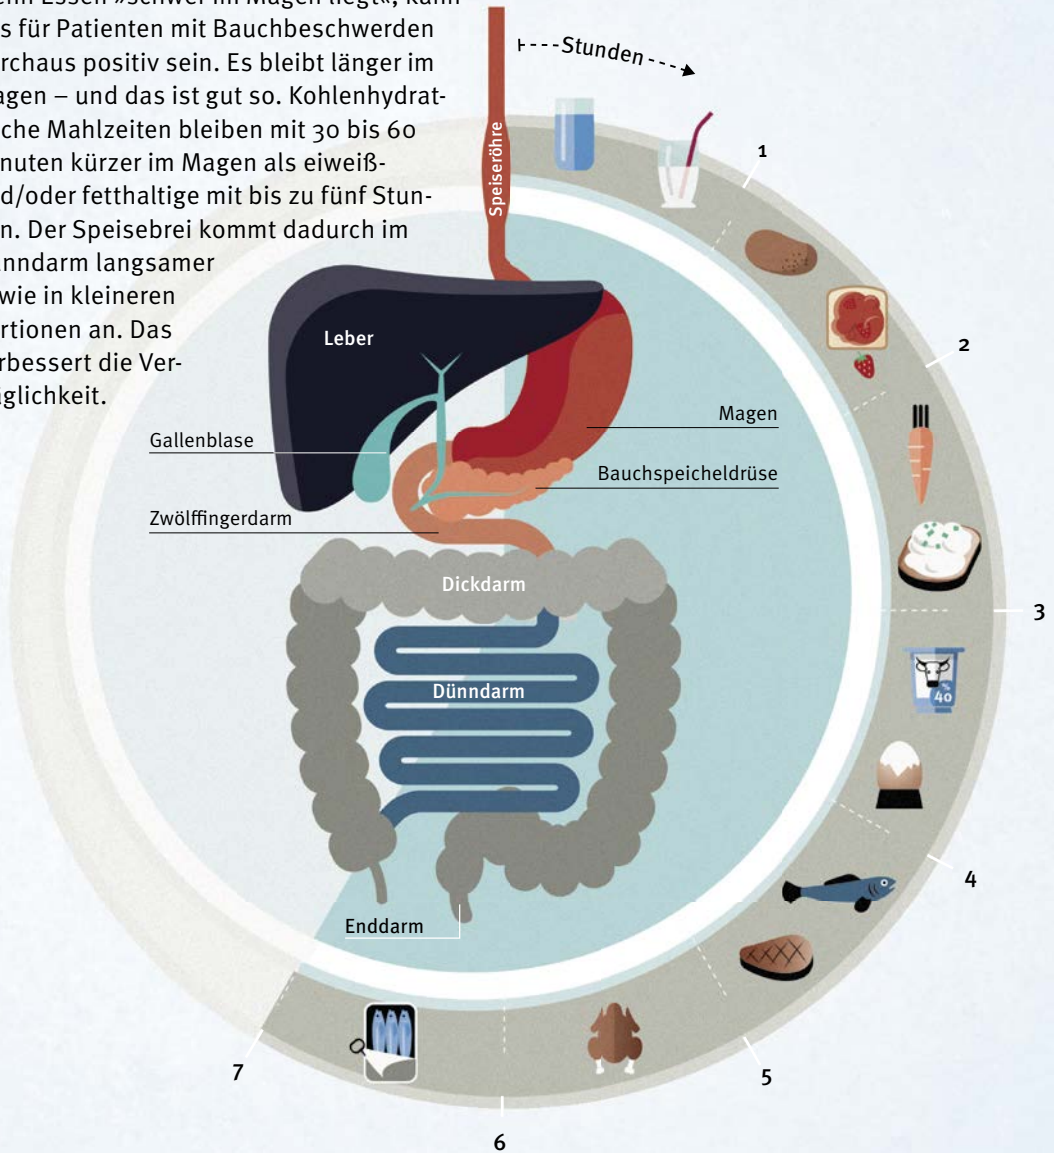 enn Essen »schwer im Magen liegt«, kann
s für Patienten mit Bauchbeschwerden
rchaus positiv sein. Es bleibt länger im
agen – und das ist gut so. Kohlenhydrat-
iche Mahlzeiten bleiben mit 30 bis 60
nuten kürzer im Magen als eiweiß-
d/oder fetthaltige mit bis zu fünf Stun-
n. Der Speisebrei kommt dadurch im
nndarm langsamer
wie in kleineren
rtionen an. Das
rbessert die Ver-
äglichkeit.
Stunden
Speiseröhre
1
2
3
4
5
6
7
Leber
Magen
Gallenblase
Bauchspeicheldrüse
Zwölffingerdarm
Dickdarm
Dünndarm
% 40
Enddarm